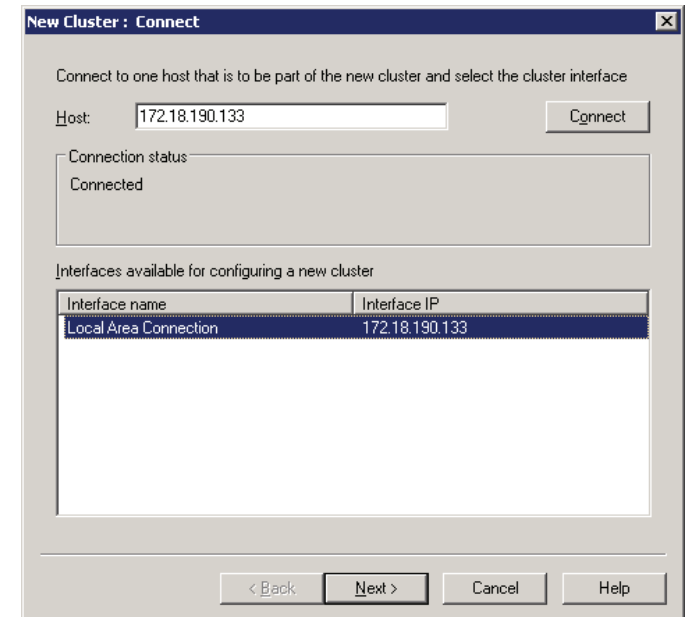 New Cluster : Connect
Connect to one host that is to be part of the new cluster and select the cluster interface
Host: 172.18.190.133 Connect
Connection status
Connected
Interfaces available for configuring a new cluster
Interface name Interface IP
Local Area Connection 172.18.190.133
< Back Next > Cancel Help